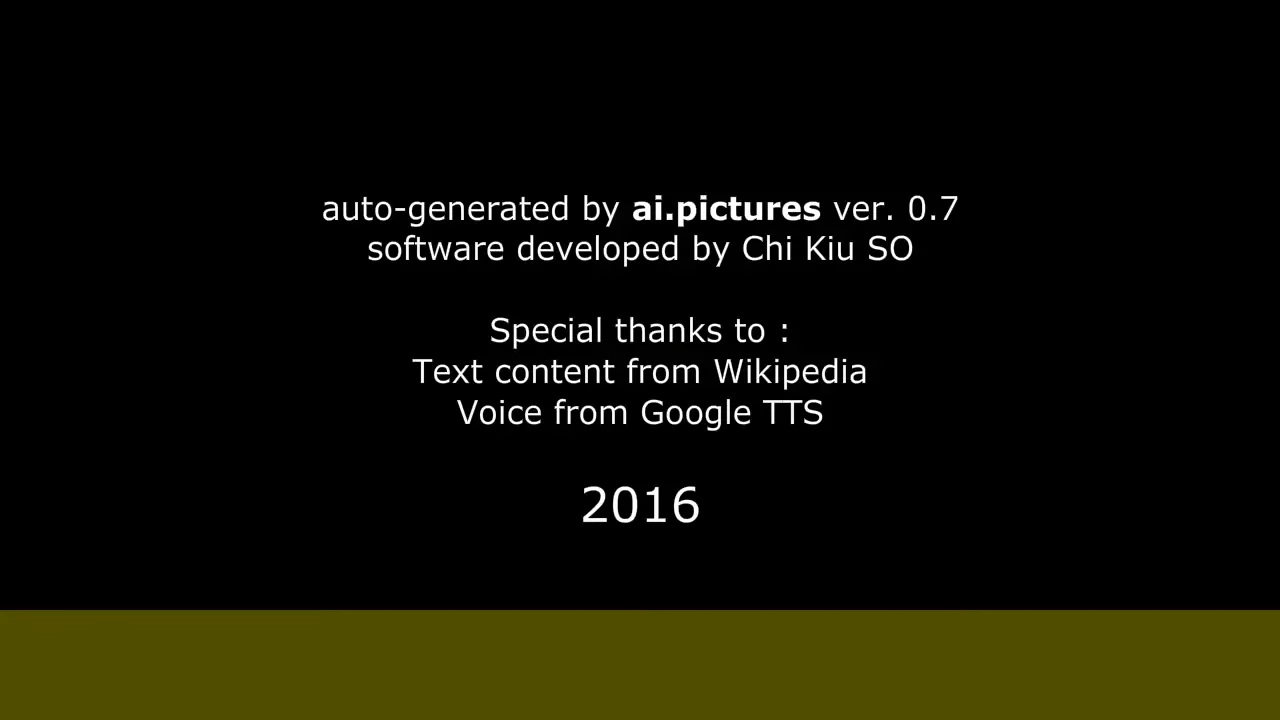 auto-generated by ai.pictures ver. 0.7
software developed by Chi Kiu SO
Special thanks to :
Text content from Wikipedia
Voice from Google TTS
2016